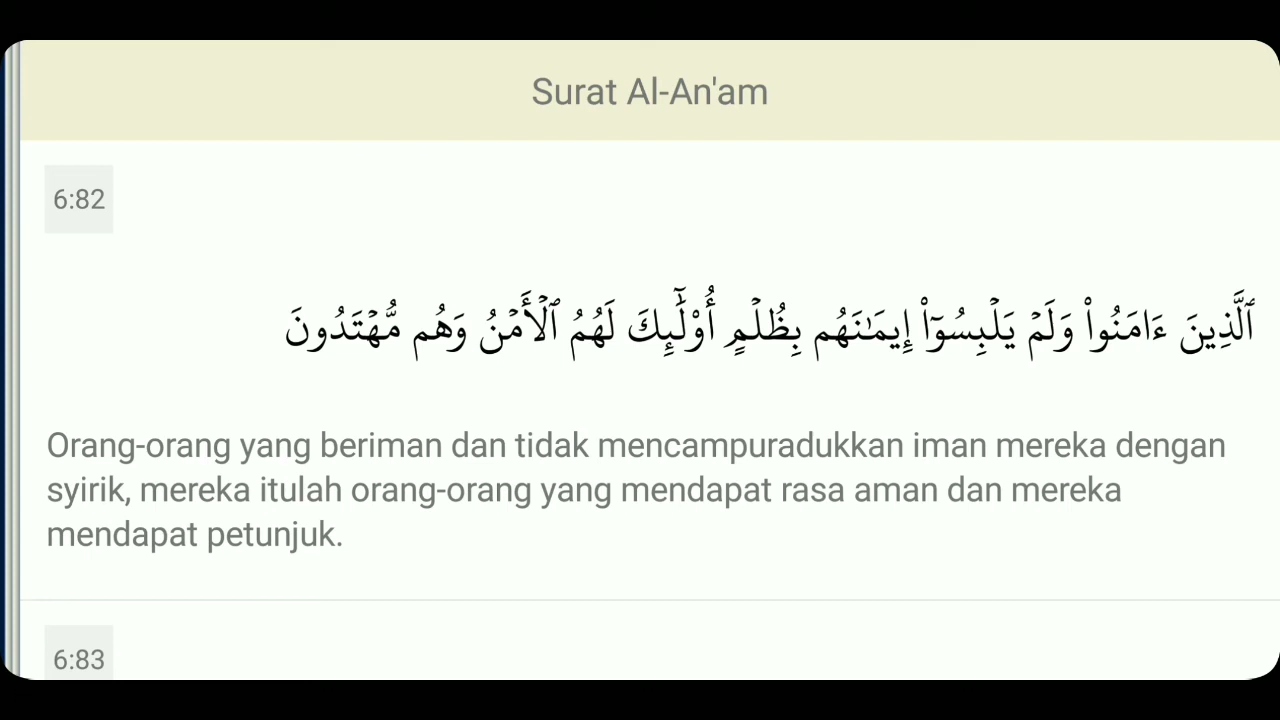 Surat Al-An'am
6:82
ٱلَّذِينَ ءَامَنُوا۟ وَلَمۡ يَلۡبِسُوٓا۟ إِيمَـٰنَهُم بِظُلۡمٍ أُو۟لَـٰۤئِكَ لَهُمُ ٱلۡأَمۡنُ وَهُم مُّهۡتَدُونَ
Orang-orang yang beriman dan tidak mencampuradukkan iman mereka dengan
syirik, mereka itulah orang-orang yang mendapat rasa aman dan mereka
mendapat petunjuk.
6:83